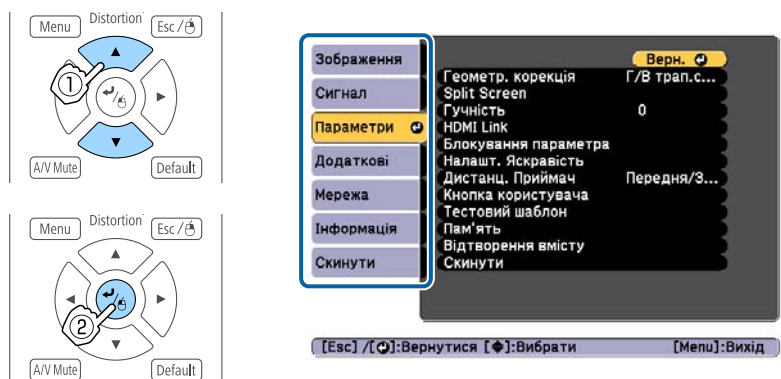 Menu
Distortion
Esc /
①
A/V Mute
Default
Menu
Distortion
Esc /
②
A/V Mute
Default
Зображення
Сигнал
Параметри
Додаткові
Мережа
Інформація
Скинути
Верн.
Геометр. корекція Г/В трап.с...
Split Screen
Гучність 0
HDMI Link
Блокування параметра
Налашт. Яскравість
Дистанц. Приймач Передня/З...
Кнопка користувача
Тестовий шаблон
Пам'ять
Відтворення вмісту
Скинути
[Esc] /[ ]:Вернутися [ ]:Вибрати [Menu]:Вихід